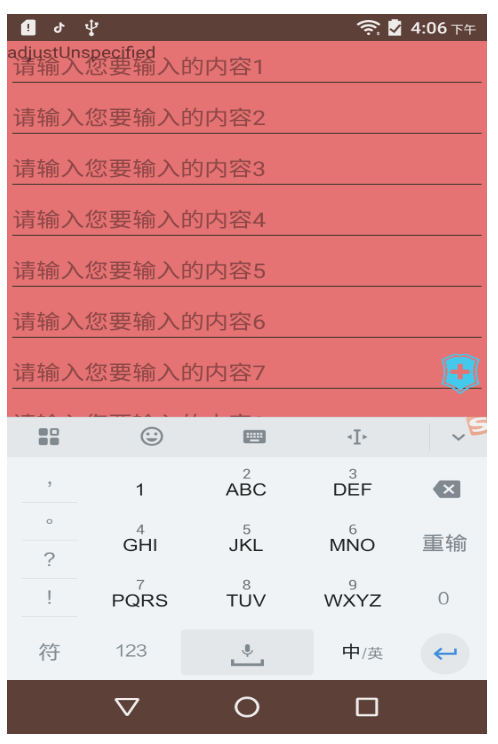 4:06 下午
adjustUnspecified
请输入您要输入的内容1
请输入您要输入的内容2
请输入您要输入的内容3
请输入您要输入的内容4
请输入您要输入的内容5
请输入您要输入的内容6
请输入您要输入的内容7
, 1 2 ABC 3 DEF
。 4 GHI 5 JKL 6 MNO 重输
?
! 7 PQRS 8 TUV 9 WXYZ 0
符 123 中/英